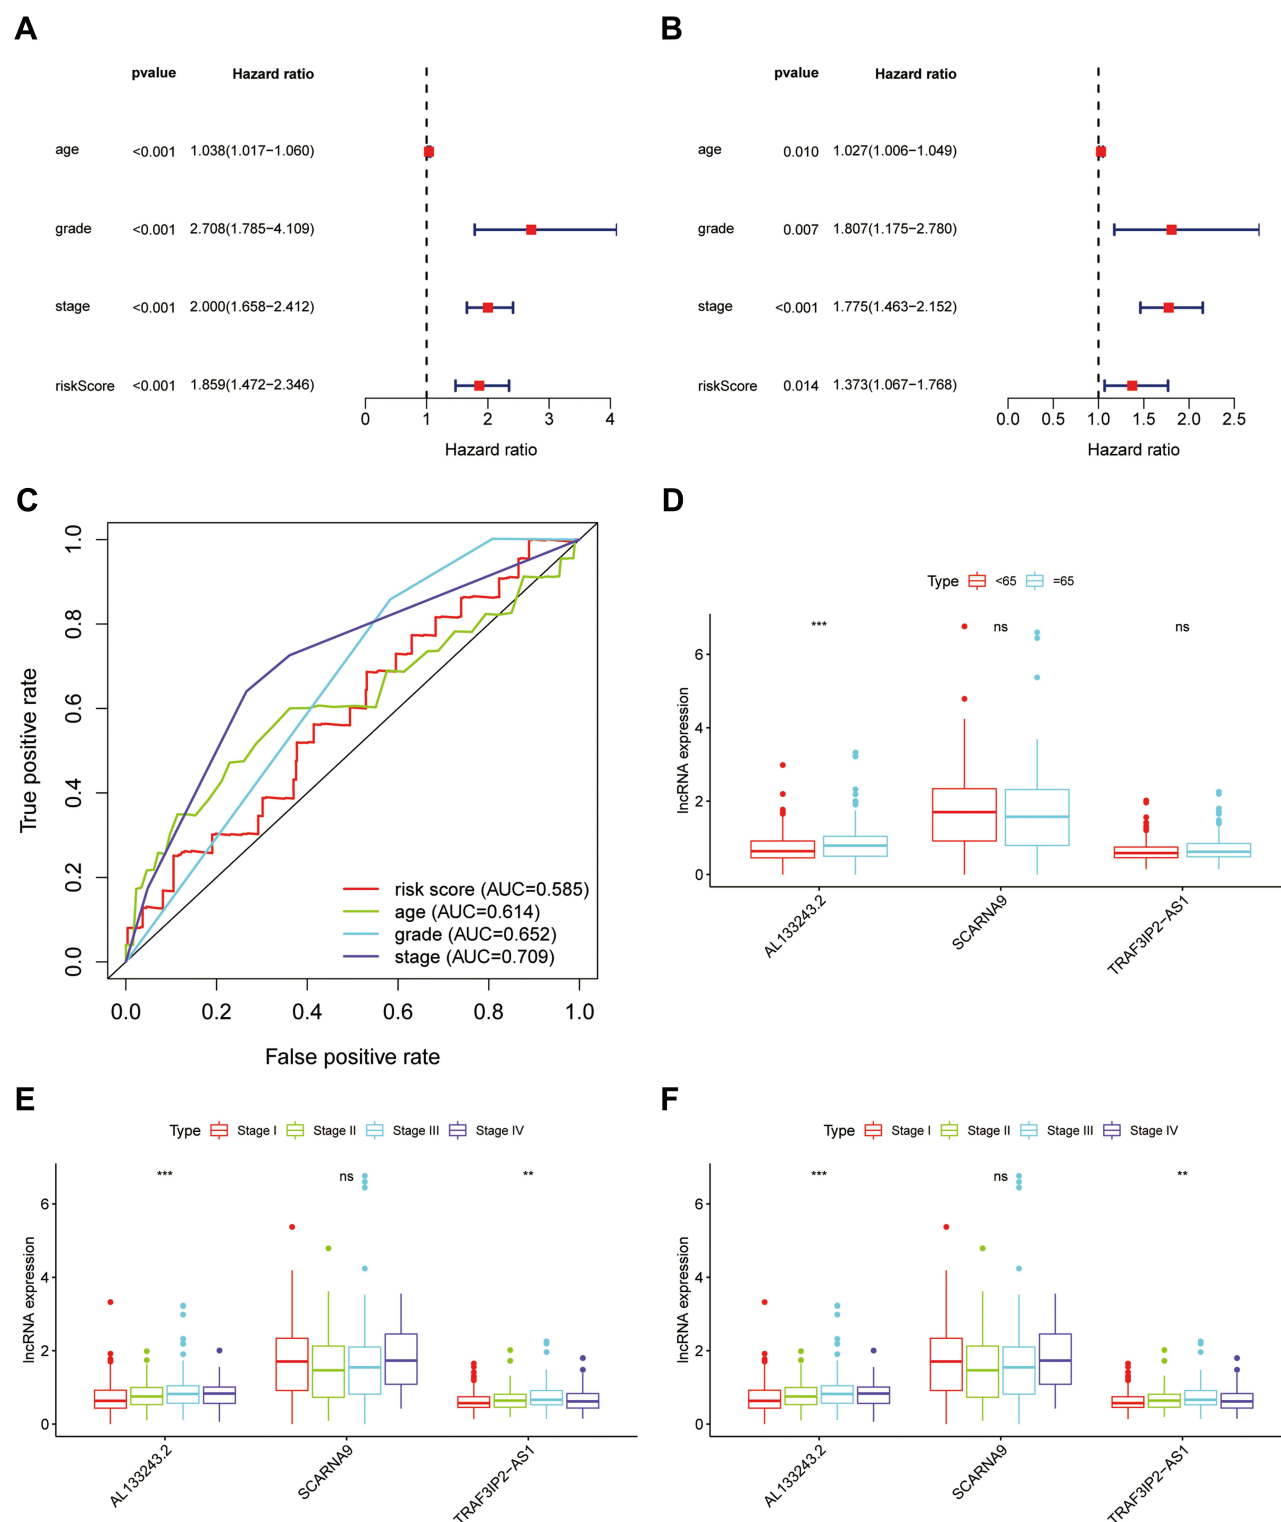 A
pvalue Hazard ratio
age <0.001 1.038(1.017−1.060)
grade <0.001 2.708(1.785−4.109)
stage <0.001 2.000(1.658−2.412)
riskScore <0.001 1.859(1.472−2.346)
0 1 2 3 4
Hazard ratio
B
pvalue Hazard ratio
age 0.010 1.027(1.006−1.049)
grade 0.007 1.807(1.175−2.780)
stage <0.001 1.775(1.463−2.152)
riskScore 0.014 1.373(1.067−1.768)
0.0 0.5 1.0 1.5 2.0 2.5
Hazard ratio
C
True positive rate
1.0
0.8
0.6
0.4
0.2
0.0
risk score (AUC=0.585)
age (AUC=0.614)
grade (AUC=0.652)
stage (AUC=0.709)
0.0 0.2 0.4 0.6 0.8 1.0
False positive rate
D
Type <65 =65
*** ns ns
lncRNA expression
6
4
2
0
AL133243.2
SCARNA9
TRAF3IP2−AS1
E
Type Stage I Stage II Stage III Stage IV
*** ns **
lncRNA expression
6
4
2
0
AL133243.2
SCARNA9
TRAF3IP2−AS1
F
Type Stage I Stage II Stage III Stage IV
*** ns **
lncRNA expression
6
4
2
0
AL133243.2
SCARNA9
TRAF3IP2−AS1